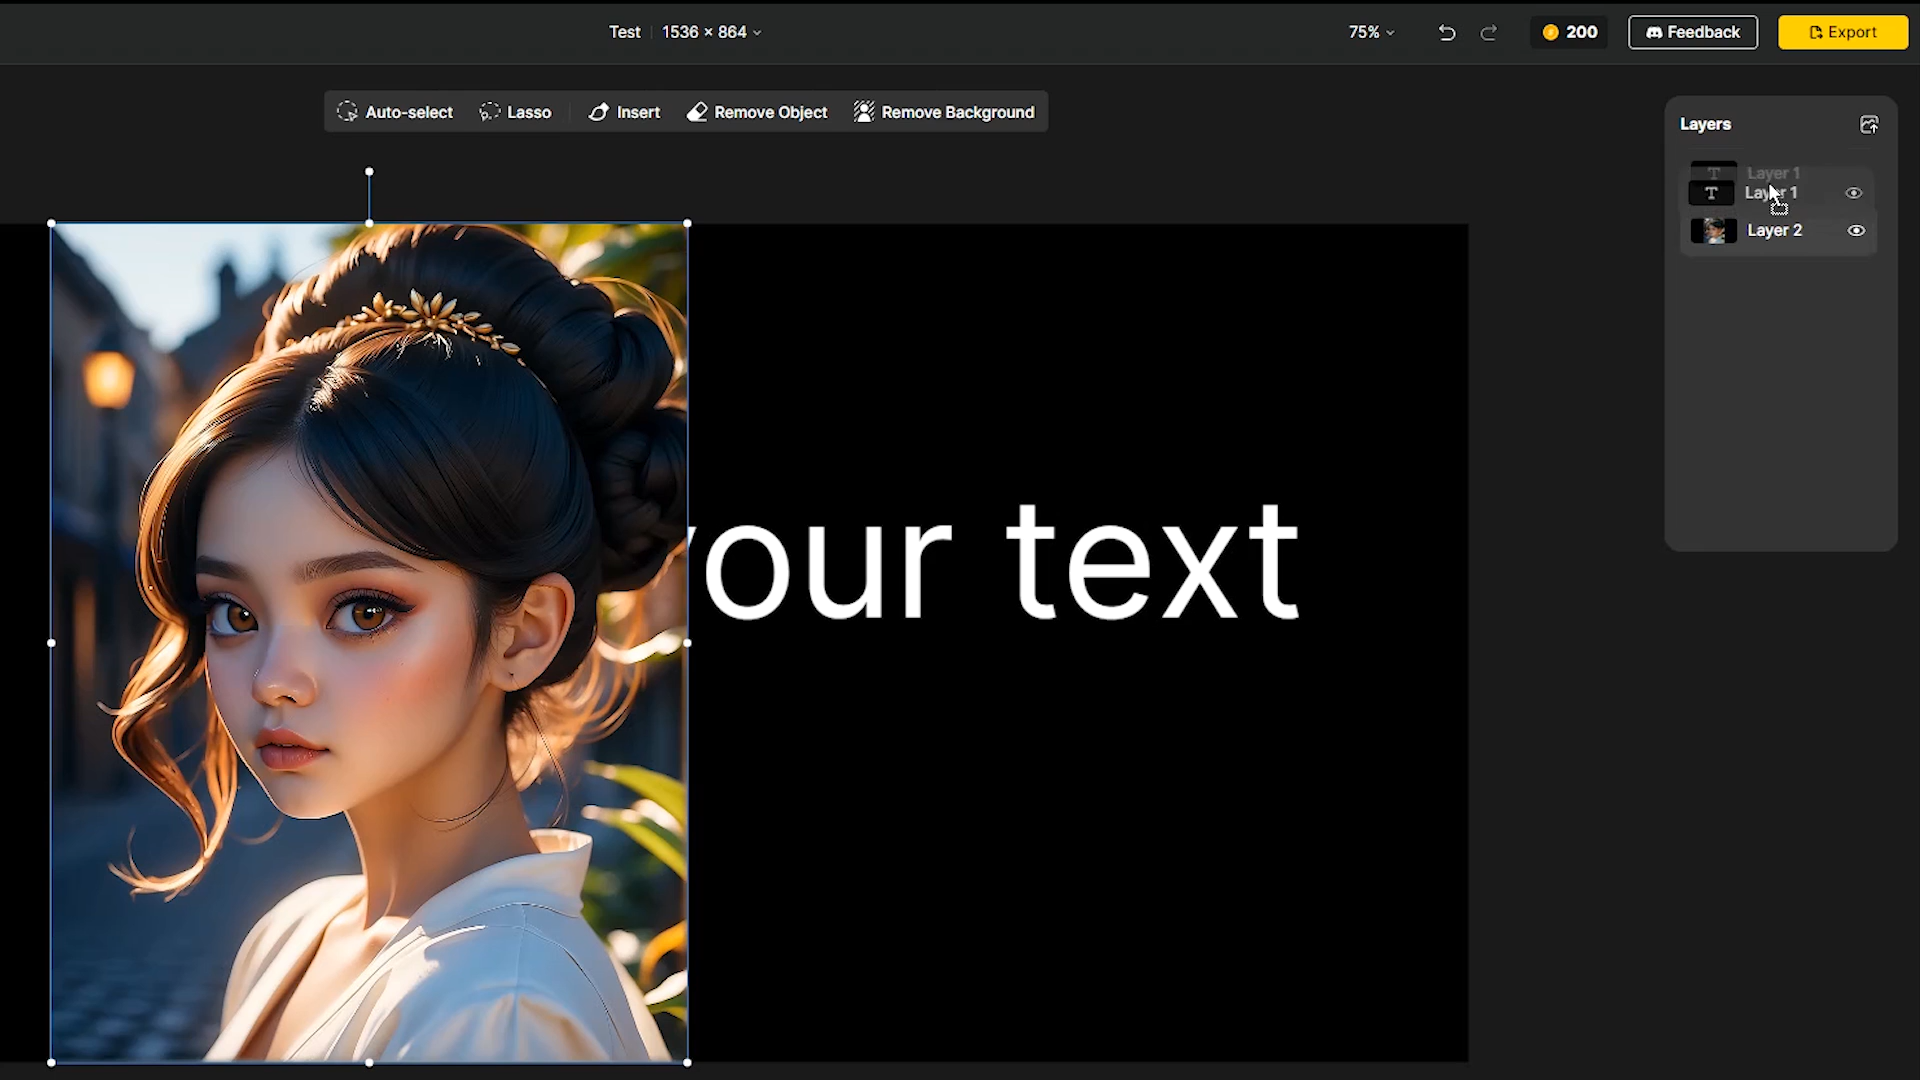 Test 1536 × 864
75%
200
Feedback
Export
Auto-select Lasso Insert Remove Object Remove Background
Layers
Layer 1
Layer 1
Layer 2
your text